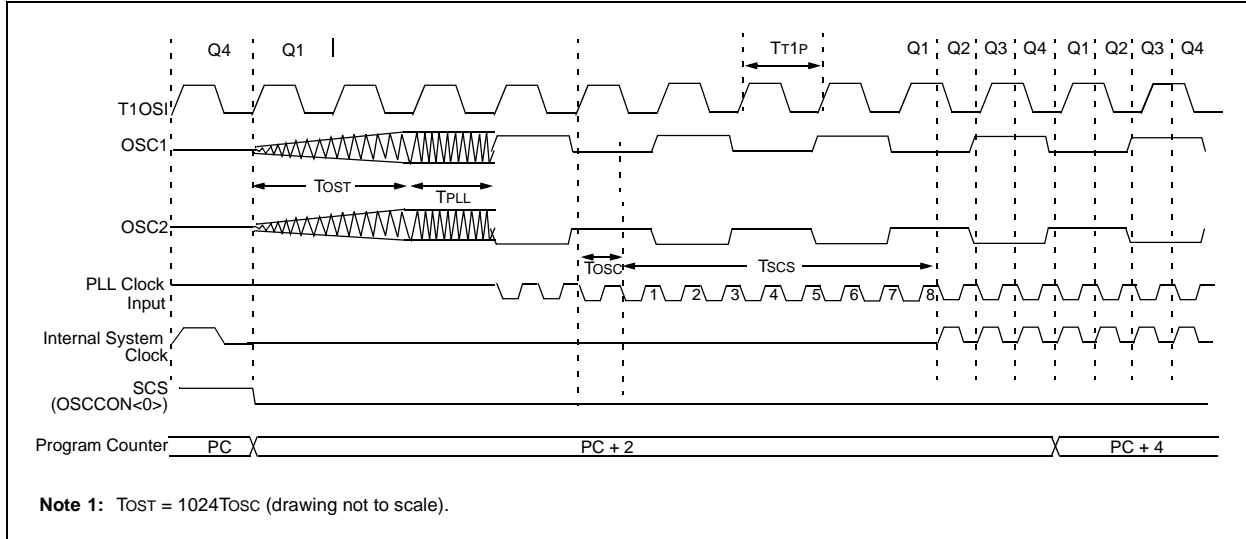 Q4 Q1 TT1P Q1 Q2 Q3 Q4 Q1 Q2 Q3 Q4
T1OSI
OSC1
TOST
TPLL
OSC2
TOSC TSCS
PLL Clock
Input
1 2 3 4 5 6 7 8
Internal System
Clock
SCS
(OSCCON<0>)
Program Counter PC PC + 2 PC + 4
Note 1: TOST = 1024TOSC (drawing not to scale).